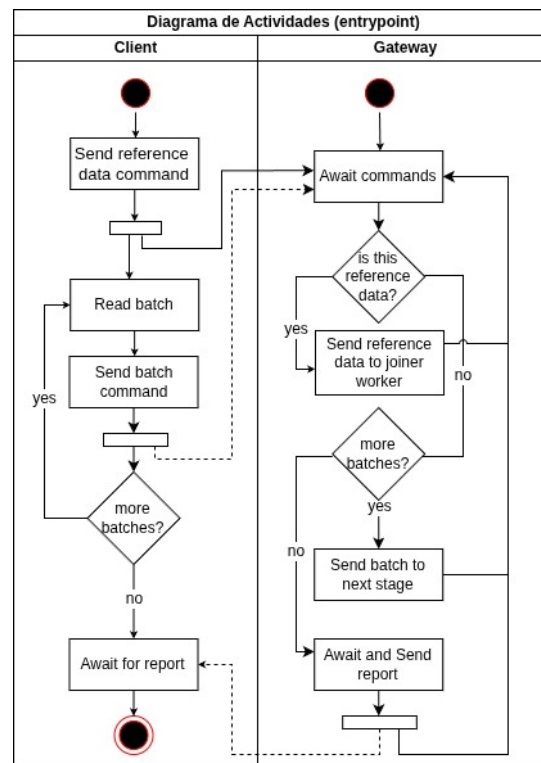 Diagrama de Actividades (entrypoint)
Client
Gateway
Send reference
data command
Read batch
Send batch
command
yes
more
batches?
no
Await for report
Await commands
is this
reference
data?
yes
no
Send reference
data to joiner
worker
more
batches?
yes
no
Send batch to
next stage
Await and Send
report